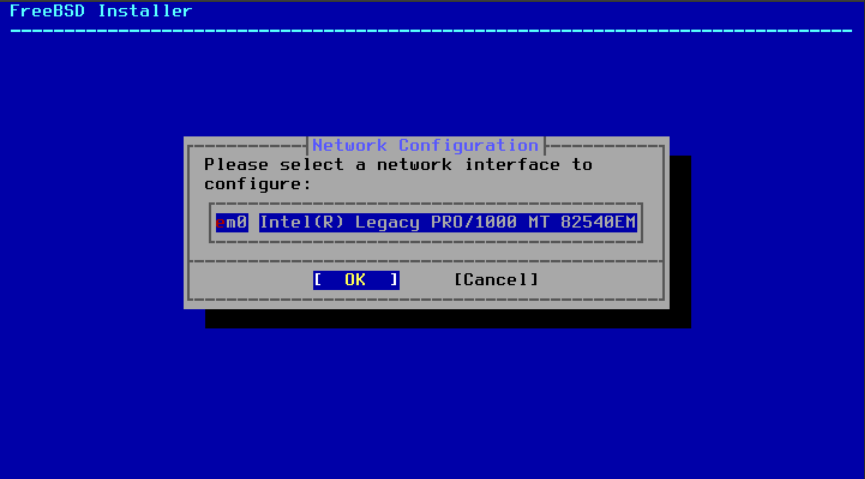 FreeBSD Installer
Network Configuration
Please select a network interface to
configure:
em0 Intel(R) Legacy PRO/1000 MT 82540EM
[ OK ] [Cancel]